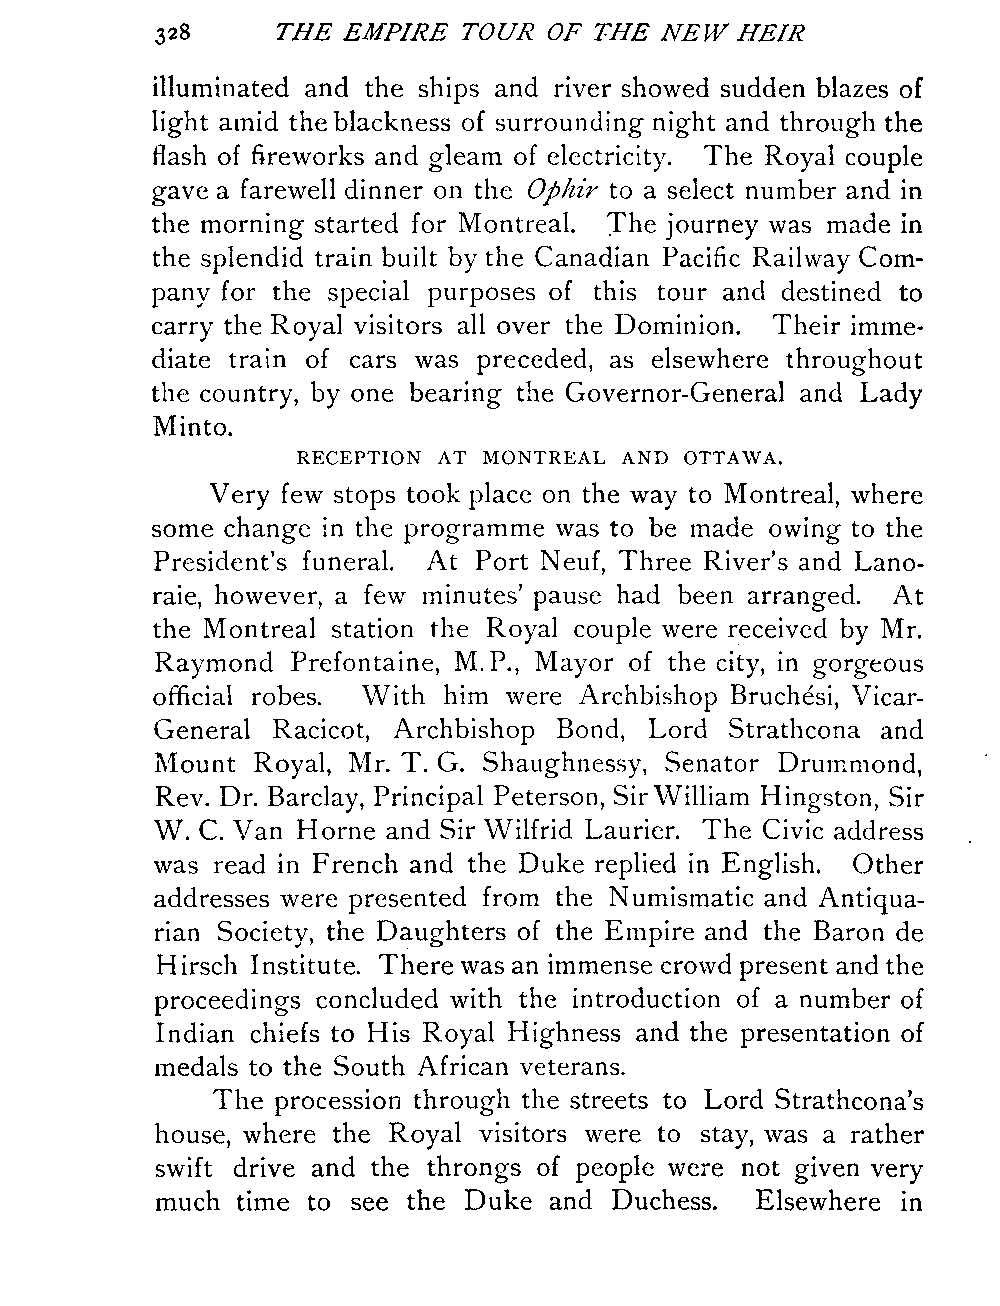 328 THE EMPIRE TOUR OF THE NEW HEIR
illuminated and the ships and river showed sudden blazes of
light amid the blackness of surrounding night and through the
flash of fireworks and gleam of electricity. The Royal couple
gave a farewell dinner on the Ophir to a select number and in
the morning started for Montreal. The journey was made in
the splendid train built by the Canadian Pacific Railway Com-
pany for the special purposes of this tour and destined to
carry the Royal visitors all over the Dominion. Their imme-
diate train of cars was preceded, as elsewhere throughout
the country, by one bearing the Governor-General and Lady
Minto.
RECEPTION AT MONTREAL AND OTTAWA.
Very few stops took place on the way to Montreal, where
some change in the programme was to be made owing to the
President's funeral. At Port Neuf, Three River's and Lano-
raie, however, a few minutes' pause had been arranged. At
the Montreal station the Royal couple were received by Mr.
Raymond Prefontaine, M.P., Mayor of the city, in gorgeous
official robes. With him were Archbishop Bruchési, Vicar-
General Racicot, Archbishop Bond, Lord Strathcona and
Mount Royal, Mr. T. G. Shaughnessy, Senator Drummond,
Rev. Dr. Barclay, Principal Peterson, Sir William Hingston, Sir
W. C. Van Horne and Sir Wilfrid Laurier. The Civic address
was read in French and the Duke replied in English. Other
addresses were presented from the Numismatic and Antiqua-
rian Society, the Daughters of the Empire and the Baron de
Hirsch Institute. There was an immense crowd present and the
proceedings concluded with the introduction of a number of
Indian chiefs to His Royal Highness and the presentation of
medals to the South African veterans.
The procession through the streets to Lord Strathcona's
house, where the Royal visitors were to stay, was a rather
swift drive and the throngs of people were not given very
much time to see the Duke and Duchess. Elsewhere in